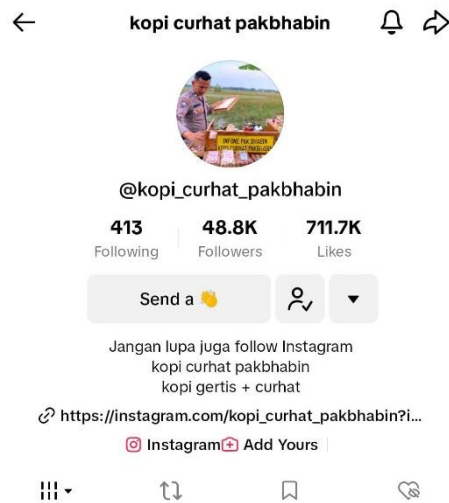 kopi curhat pakbhabin
@kopi_curhat_pakbhabin
413 48.8K 711.7K
Following Followers Likes
Send a 👋
Jangan lupa juga follow Instagram
kopi curhat pakbhabin
kopi gertis + curhat
https://instagram.com/kopi_curhat_pakbhabin?i...
Instagram Add Yours